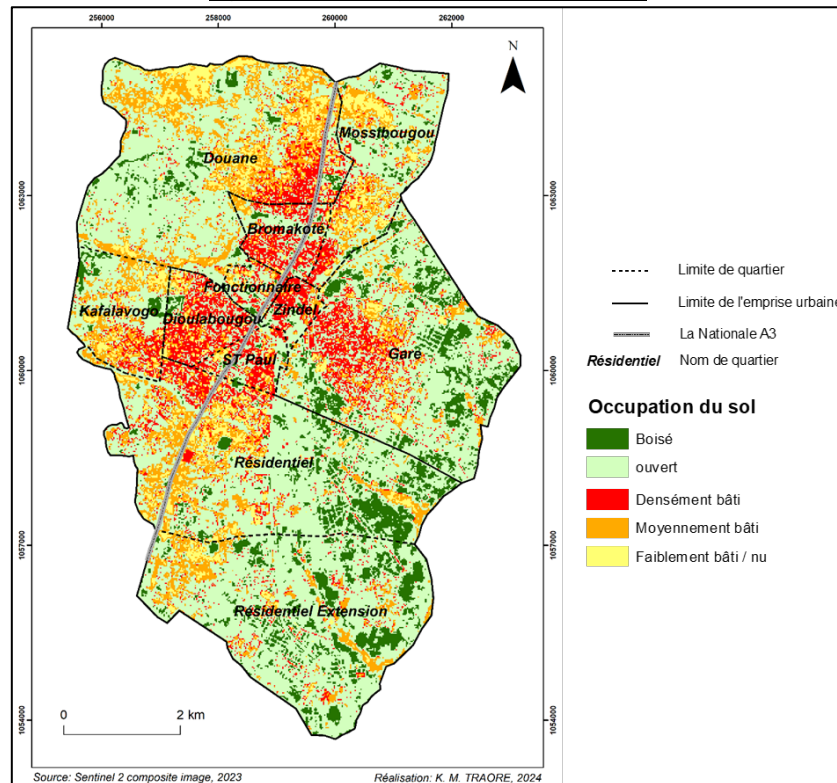 256000 258000 260000 262000
N
Mossibougou
Douane
1063000 1063000
Bromakoté
Fonctionnaire
Zindel
Kafalavogo
Dioulabougou
Gare
ST Paul
1060000 1060000
Résidentiel
1057000 1057000
Résidentiel Extension
1054000 1054000
0 2 km
Source: Sentinel 2 composite image, 2023
Réalisation: K. M. TRAORE, 2024
Limite de quartier
Limite de l'emprise urbaine
La Nationale A3
Résidentiel Nom de quartier
Occupation du sol
Boisé
ouvert
Densément bâti
Moyennement bâti
Faiblement bâti / nu